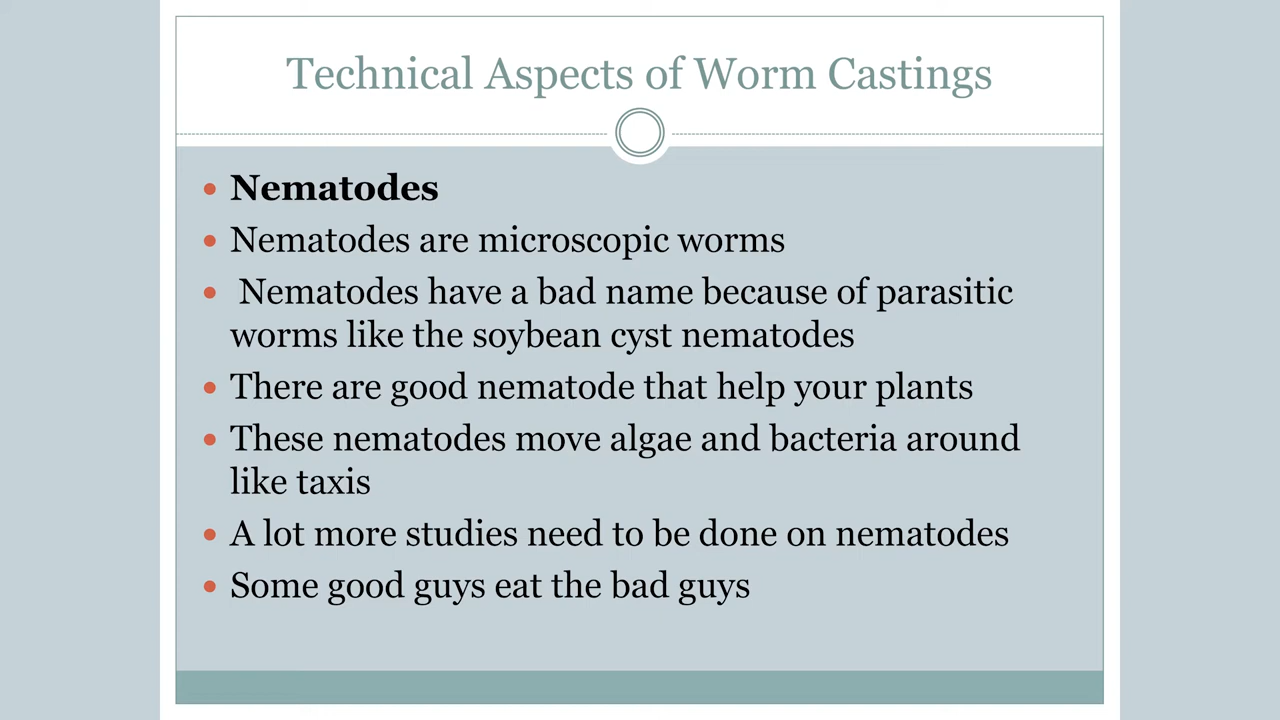 Technical Aspects of Worm Castings
• Nematodes
• Nematodes are microscopic worms
• Nematodes have a bad name because of parasitic
worms like the soybean cyst nematodes
• There are good nematode that help your plants
• These nematodes move algae and bacteria around
like taxis
• A lot more studies need to be done on nematodes
• Some good guys eat the bad guys